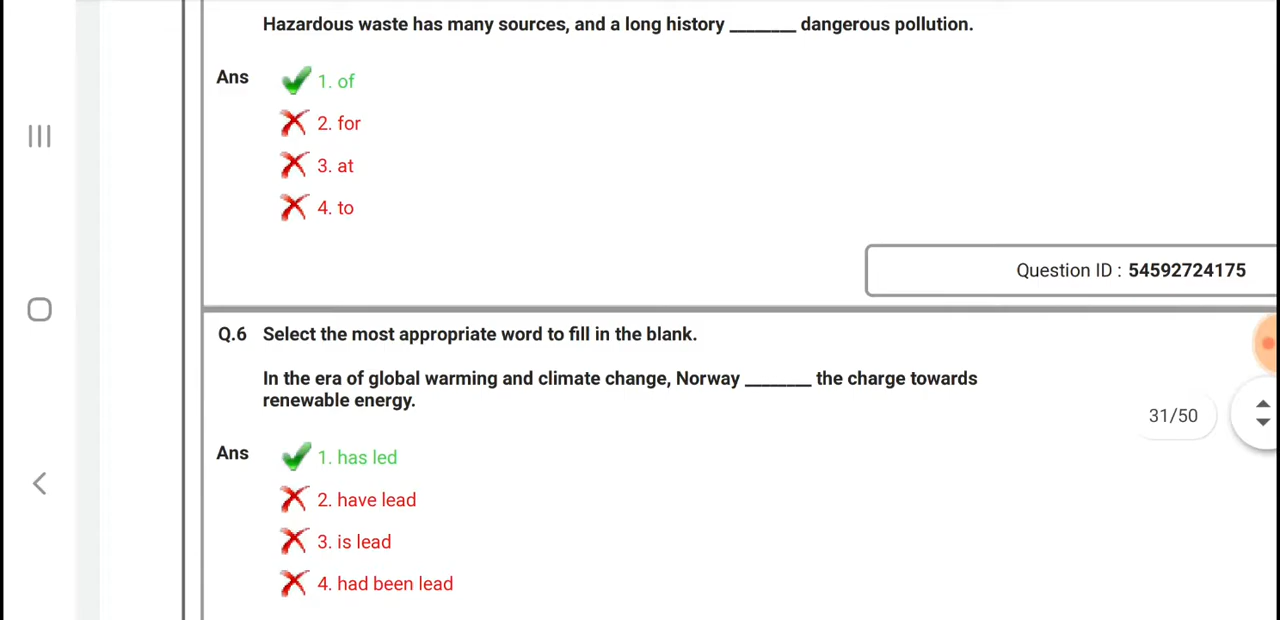 Hazardous waste has many sources, and a long history _______ dangerous pollution.
Ans
1. of
2. for
3. at
4. to
Question ID : 54592724175
Q.6 Select the most appropriate word to fill in the blank.
In the era of global warming and climate change, Norway _______ the charge towards
renewable energy.
31/50
Ans
1. has led
2. have lead
3. is lead
4. had been lead